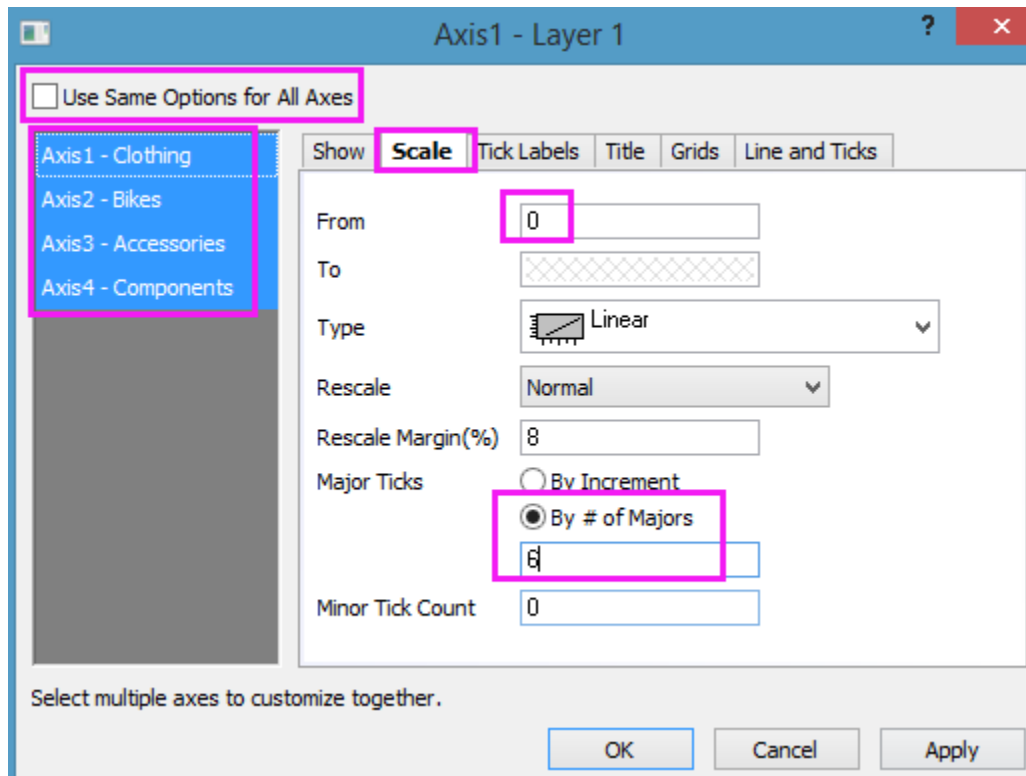 Axis1 - Layer 1
?
Use Same Options for All Axes
Axis1 - Clothing
Axis2 - Bikes
Axis3 - Accessories
Axis4 - Components
Show Scale Tick Labels Title Grids Line and Ticks
From 0
To
Type Linear
Rescale Normal
Rescale Margin(%) 8
Major Ticks By Increment
By # of Majors
6
Minor Tick Count 0
Select multiple axes to customize together.
OK Cancel Apply